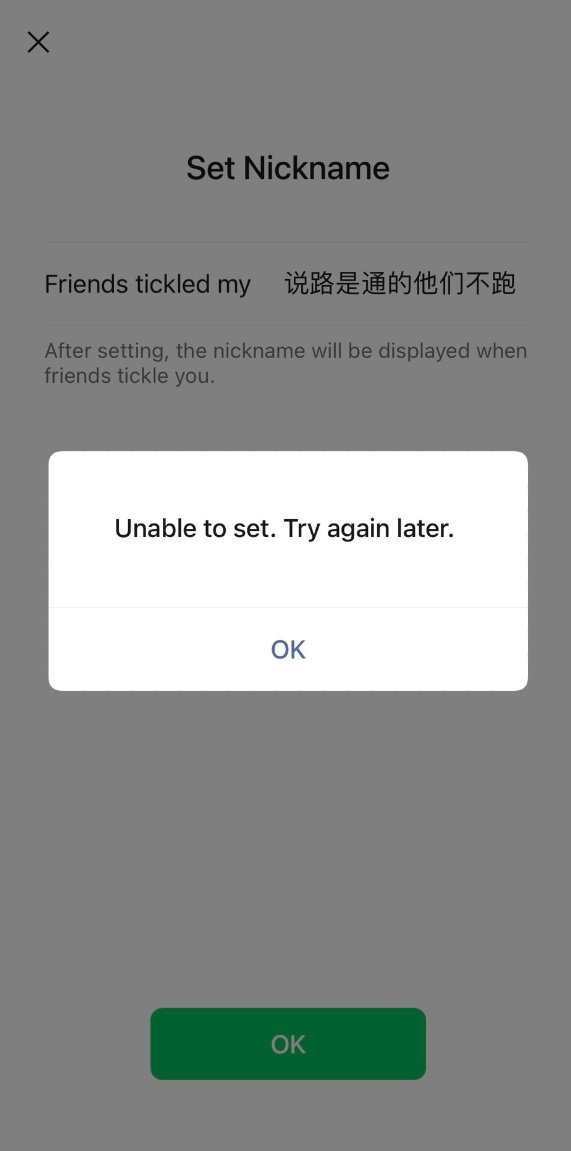 Set Nickname
Friends tickled my 说路是通的他们不跑
After setting, the nickname will be displayed when
friends tickle you.
Unable to set. Try again later.
OK
OK